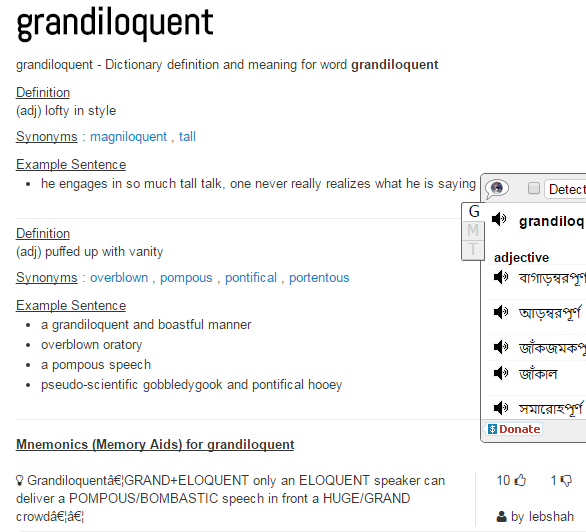 grandiloquent
grandiloquent - Dictionary definition and meaning for word grandiloquent
Definition
(adj) lofty in style
Synonyms : magniloquent , tall
Example Sentence
he engages in so much tall talk, one never really realizes what he is saying
Definition
(adj) puffed up with vanity
Synonyms : overblown , pompous , pontifical , portentous
Example Sentence
a grandiloquent and boastful manner
overblown oratory
a pompous speech
pseudo-scientific gobbledygook and pontifical hooey
Mnemonics (Memory Aids) for grandiloquent
Grandiloquentâ€¦GRAND+ELOQUENT only an ELOQUENT speaker can
deliver a POMPOUS/BOMBASTIC speech in front a HUGE/GRAND
crowdâ€¦â€¦
10 1
by lebshah
Detect
G
M
T
grandiloq
adjective
বাগাড়ম্বরপূর্ণ
আড়ম্বরপূর্ণ
জাঁকজমকপূ
জাঁকাল
সমারোহপূর্ণ
$ Donate